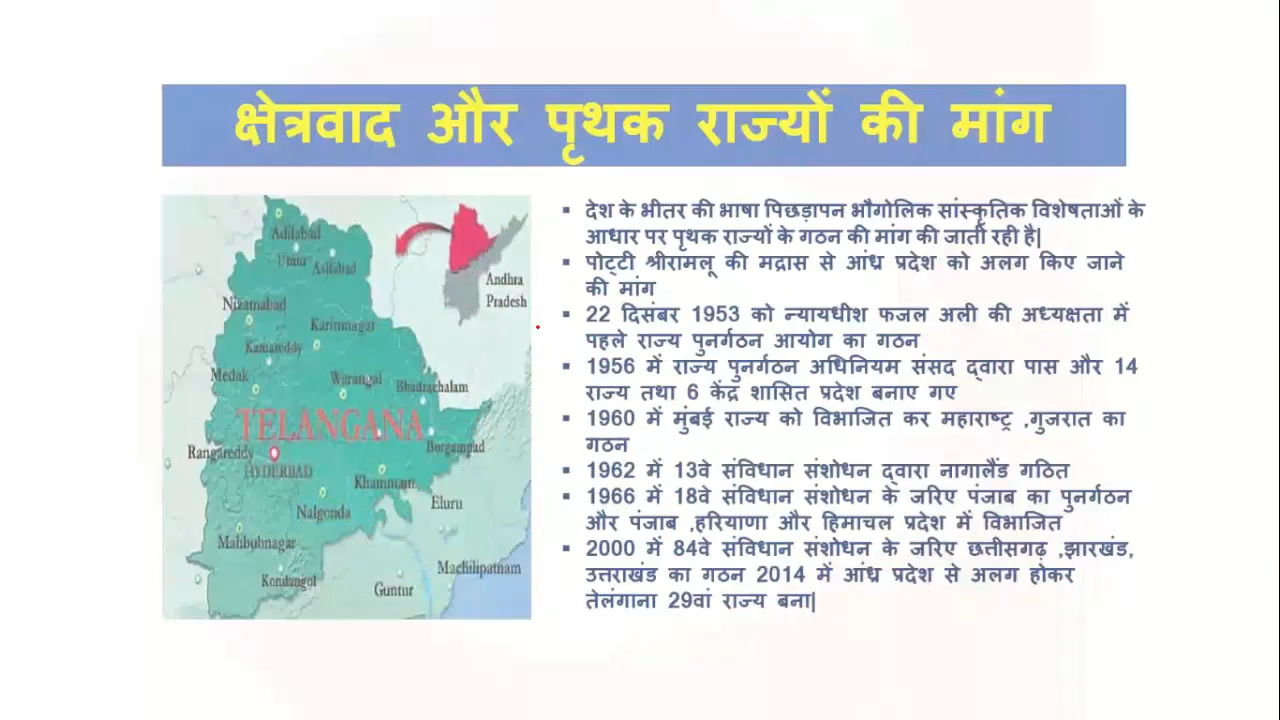 क्षेत्रवाद और पृथक राज्यों की मांग
▪ देश के भीतर की भाषा पिछड़ापन भौगोलिक सांस्कृतिक विशेषताओं के
आधार पर पृथक राज्यों के गठन की मांग की जाती रही है|
▪ पोट्टी श्रीरामलू की मद्रास से आंध्र प्रदेश को अलग किए जाने
की मांग
▪ 22 दिसंबर 1953 को न्यायधीश फजल अली की अध्यक्षता में
पहले राज्य पुनर्गठन आयोग का गठन
▪ 1956 में राज्य पुनर्गठन अधिनियम संसद द्वारा पास और 14
राज्य तथा 6 केंद्र शासित प्रदेश बनाए गए
▪ 1960 में मुंबई राज्य को विभाजित कर महाराष्ट्र ,गुजरात का
गठन
▪ 1962 में 13वे संविधान संशोधन द्वारा नागालैंड गठित
▪ 1966 में 18वे संविधान संशोधन के जरिए पंजाब का पुनर्गठन
और पंजाब ,हरियाणा और हिमाचल प्रदेश में विभाजित
▪ 2000 में 84वे संविधान संशोधन के जरिए छत्तीसगढ़ ,झारखंड,
उत्तराखंड का गठन 2014 में आंध्र प्रदेश से अलग होकर
तेलंगाना 29वां राज्य बना|
Adilabad
Utnur
Asifabad
Andhra
Pradesh
Nizamabad
Karimnagar
Kamareddy
Medak
Warangal
Bhadrachalam
TELANGANA
Rangareddy
Borgampad
HYDERBAD
Khammam
Eluru
Nalgonda
Mahbubnagar
Machilipatnam
Kondangol
Guntur